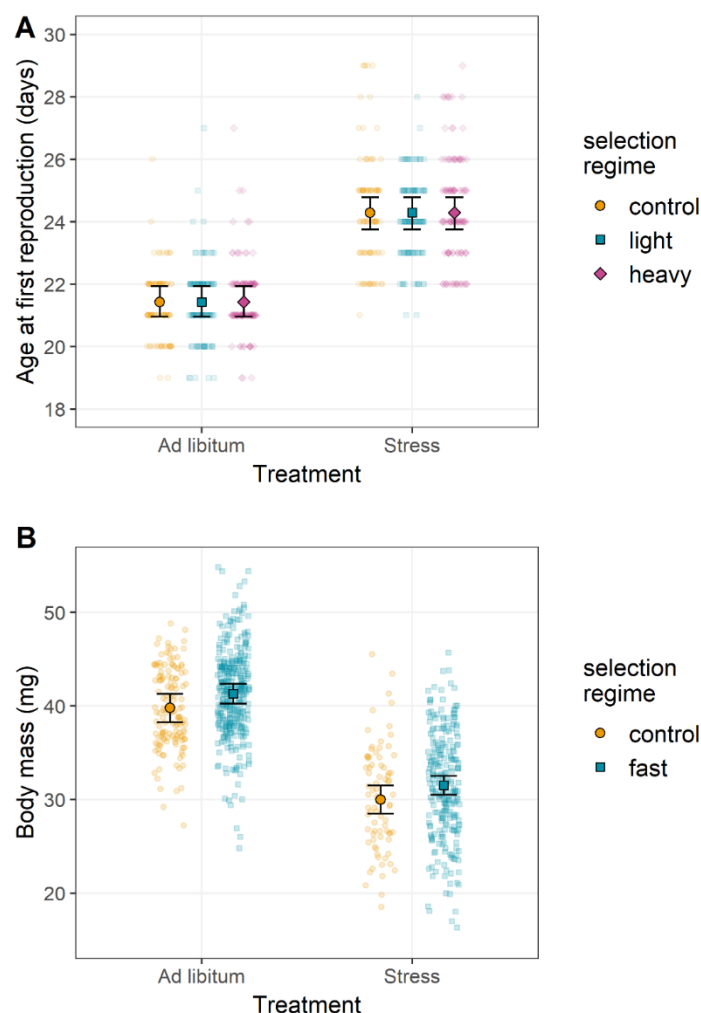 A
Age at first reproduction (days)
30
28
26
24
22
20
18
Ad libitum
Stress
Treatment
selection
regime
control
light
heavy
B
Body mass (mg)
50
40
30
20
Ad libitum
Stress
Treatment
selection
regime
control
fast